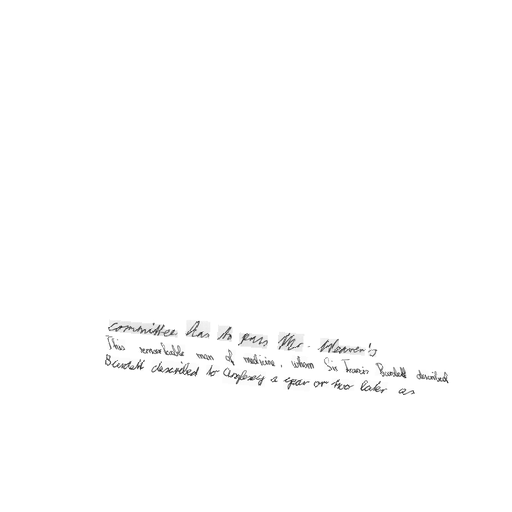 committee has to pass Mr. Weaver's
This remarkable man of medicine, whom Sir Francis Burdett described
Burdett described to Anglesey a year or two later as